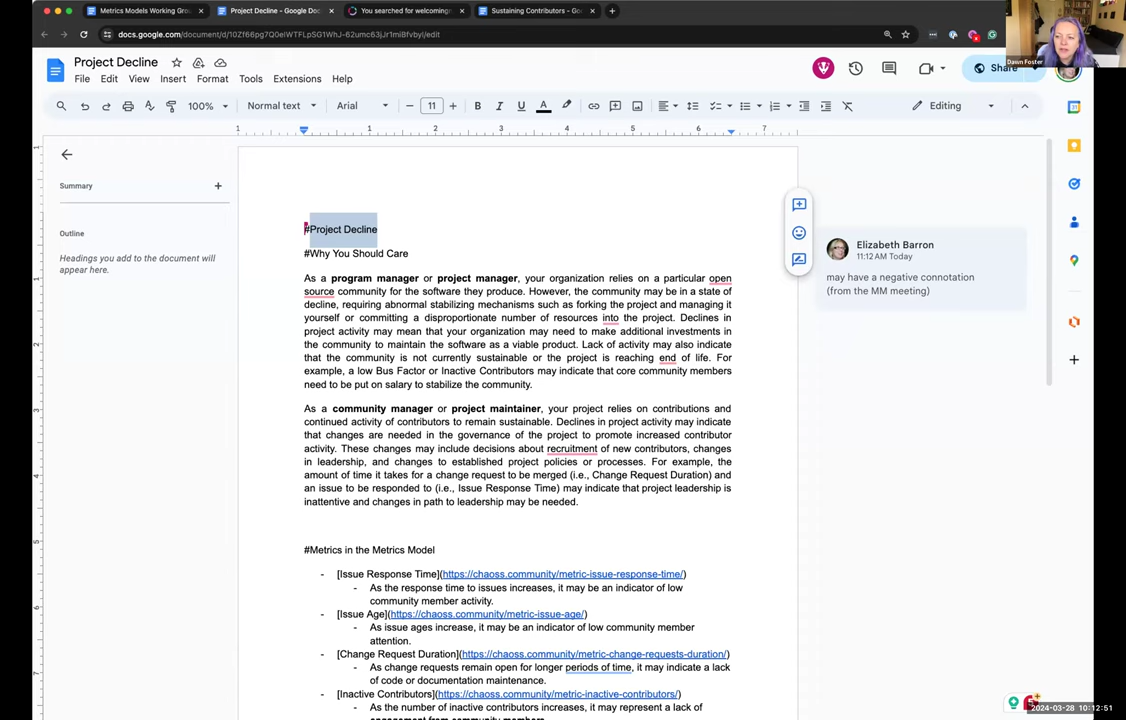 Metrics Models Working Gro
Project Decline - Google Doc
You searched for welcoming
Sustaining Contributors - Go
docs.google.com/document/d/10Zf66pg7Q0elWTFLpSG1WhJ-62umc63jJr1miBfvbyl/edit
Dawn Foster
Project Decline
File Edit View Insert Format Tools Extensions Help
Share
100% Normal text Arial 11 B I U A Editing
1 1 2 3 4 5 6 7
Summary
Outline
Headings you add to the document will
appear here.
#Project Decline
#Why You Should Care
As a program manager or project manager, your organization relies on a particular open
source community for the software they produce. However, the community may be in a state of
decline, requiring abnormal stabilizing mechanisms such as forking the project and managing it
yourself or committing a disproportionate number of resources into the project. Declines in
project activity may mean that your organization may need to make additional investments in
the community to maintain the software as a viable product. Lack of activity may also indicate
that the community is not currently sustainable or the project is reaching end of life. For
example, a low Bus Factor or Inactive Contributors may indicate that core community members
need to be put on salary to stabilize the community.
As a community manager or project maintainer, your project relies on contributions and
continued activity of contributors to remain sustainable. Declines in project activity may indicate
that changes are needed in the governance of the project to promote increased contributor
activity. These changes may include decisions about recruitment of new contributors, changes
in leadership, and changes to established project policies or processes. For example, the
amount of time it takes for a change request to be merged (i.e., Change Request Duration) and
an issue to be responded to (i.e., Issue Response Time) may indicate that project leadership is
inattentive and changes in path to leadership may be needed.
#Metrics in the Metrics Model
- [Issue Response Time](https://chaoss.community/metric-issue-response-time/)
- As the response time to issues increases, it may be an indicator of low
community member activity.
- [Issue Age](https://chaoss.community/metric-issue-age/)
- As issue ages increase, it may be an indicator of low community member
attention.
- [Change Request Duration](https://chaoss.community/metric-change-requests-duration/)
- As change requests remain open for longer periods of time, it may indicate a lack
of code or documentation maintenance.
- [Inactive Contributors](https://chaoss.community/metric-inactive-contributors/)
- As the number of inactive contributors increases, it may represent a lack of
engagement from community members
Elizabeth Barron
11:12 AM Today
may have a negative connotation
(from the MM meeting)
2024-03-28 10:12:51